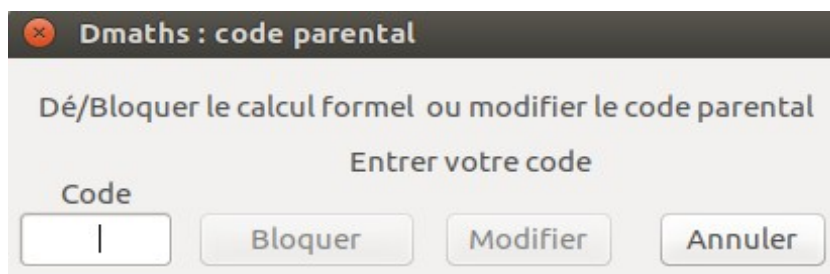 Dmaths : code parental
Dé/Bloquer le calcul formel ou modifier le code parental
Entrer votre code
Code
Bloquer Modifier Annuler